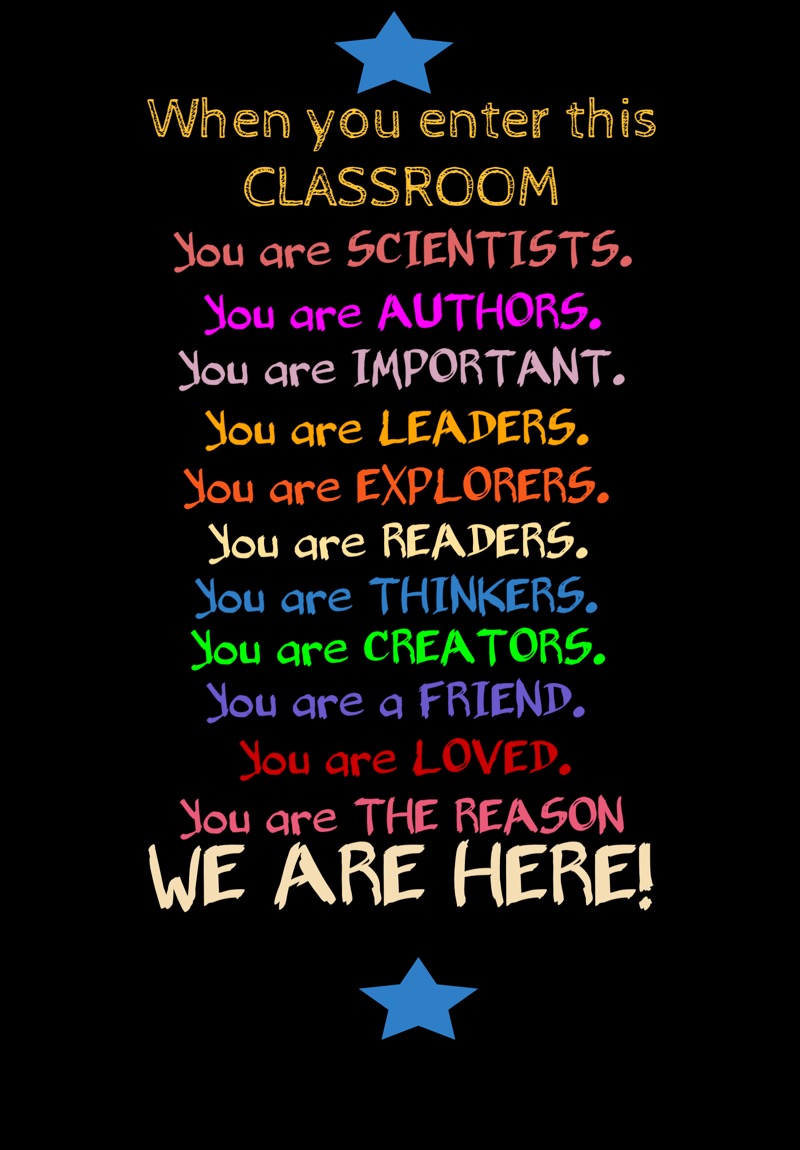 When you enter this
CLASSROOM
You are SCIENTISTS.
You are AUTHORS.
You are IMPORTANT.
You are LEADERS.
You are EXPLORERS.
You are READERS.
You are THINKERS.
You are CREATORS.
You are a FRIEND.
You are LOVED.
You are THE REASON
WE ARE HERE!